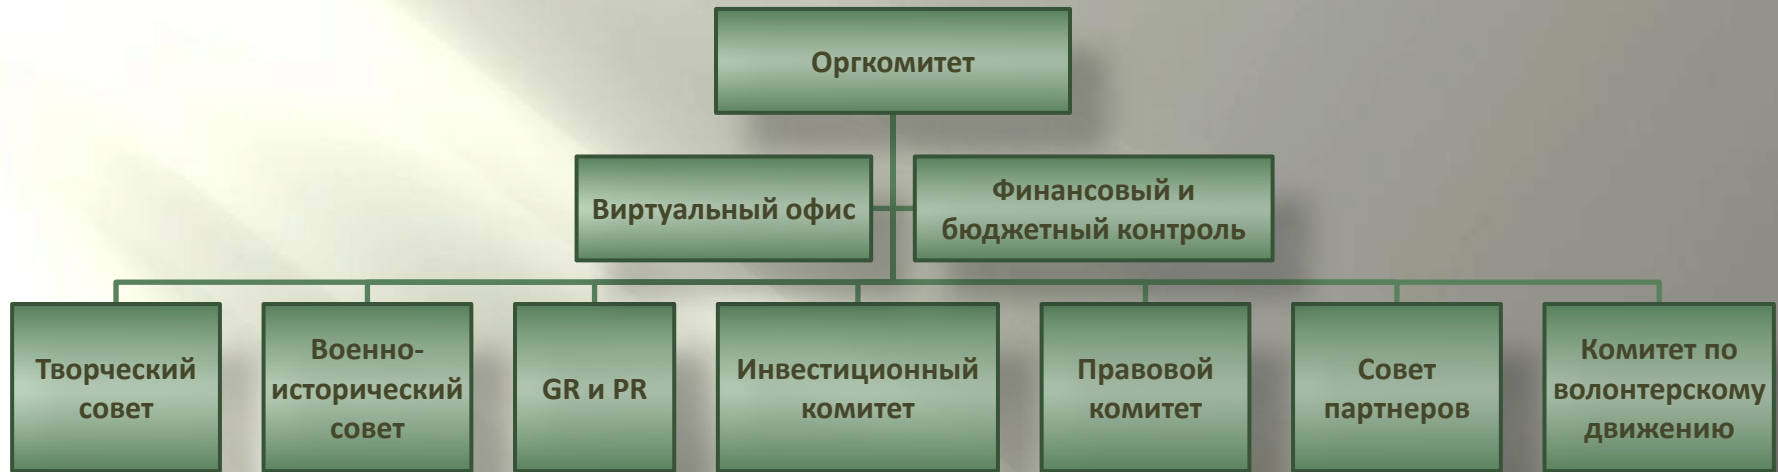 Оргкомитет
Виртуальный офис
Финансовый и
бюджетный контроль
Творческий
совет
Военно-
исторический
совет
GR и PR
Инвестиционный
комитет
Правовой
комитет
Совет
партнеров
Комитет по
волонтерскому
движению